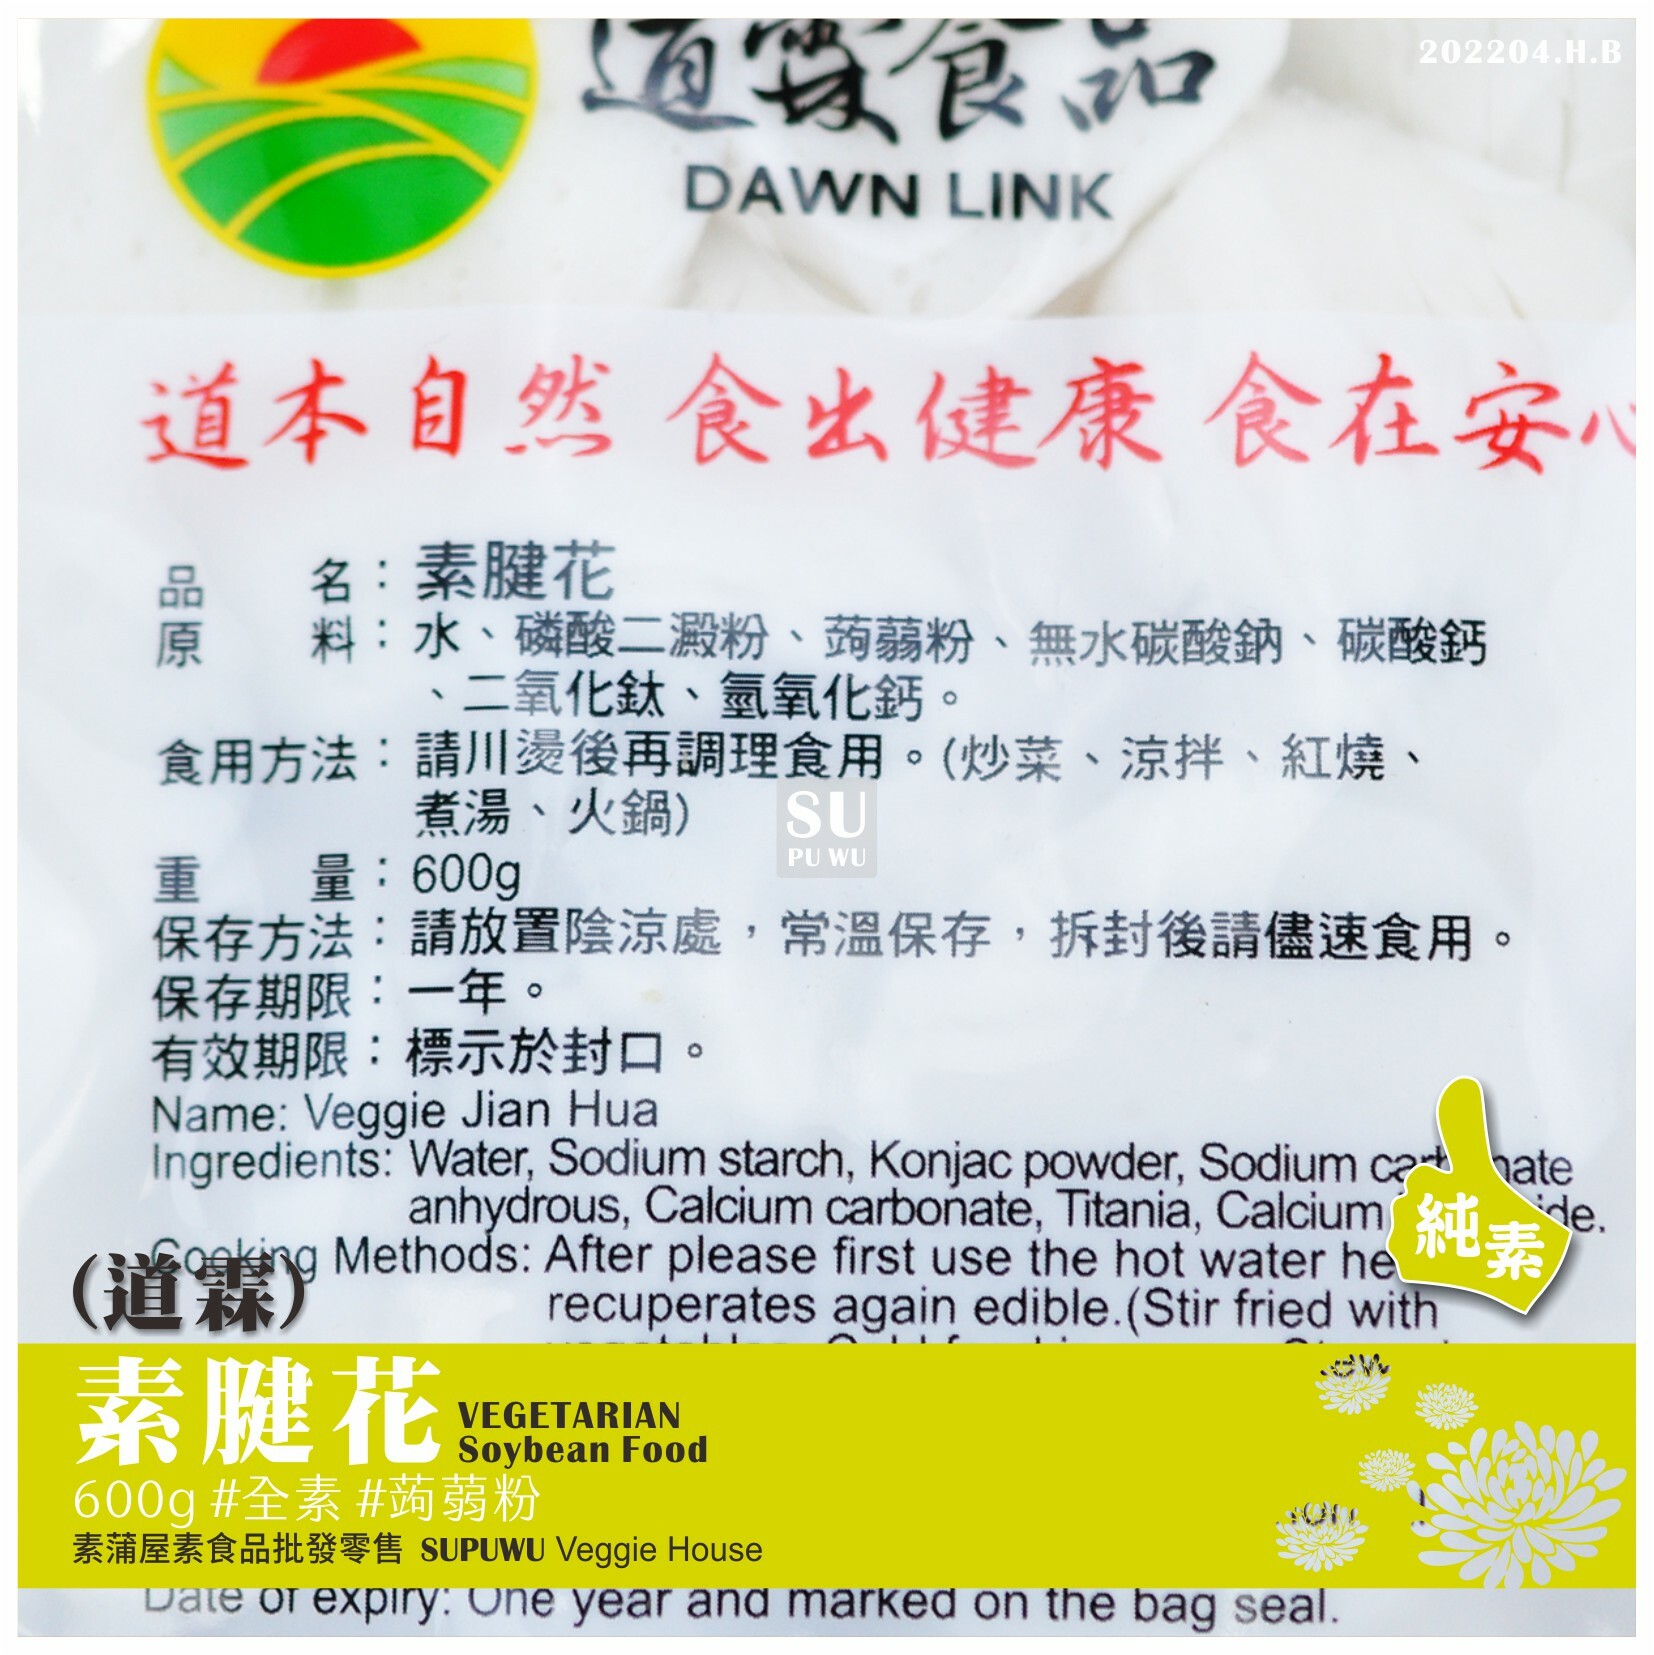 202204.H.B
道霖食品
DAWN LINK
道本自然 食出健康 食在安心
品 名：素腱花
原 料：水、磷酸二澱粉、蒟蒻粉、無水碳酸鈉、碳酸鈣
、二氧化鈦、氫氧化鈣。
食用方法：請川燙後再調理食用。(炒菜、涼拌、紅燒、
煮湯、火鍋)
SU
PU WU
重 量：600g
保存方法：請放置陰涼處，常溫保存，拆封後請儘速食用。
保存期限：一年。
有效期限：標示於封口。
Name: Veggie Jian Hua
Ingredients: Water, Sodium starch, Konjac powder, Sodium
anhydrous, Calcium carbonate, Titania, Calcium
純素
Cooking Methods: After please first use the hot water
recuperates again edible.(Stir fried with
(道霖)
素腱花
VEGETARIAN
Soybean Food
600g #全素 #蒟蒻粉
素蒲屋素食品批發零售 SUPUWU Veggie House
Date of expiry: One year and marked on the bag seal.